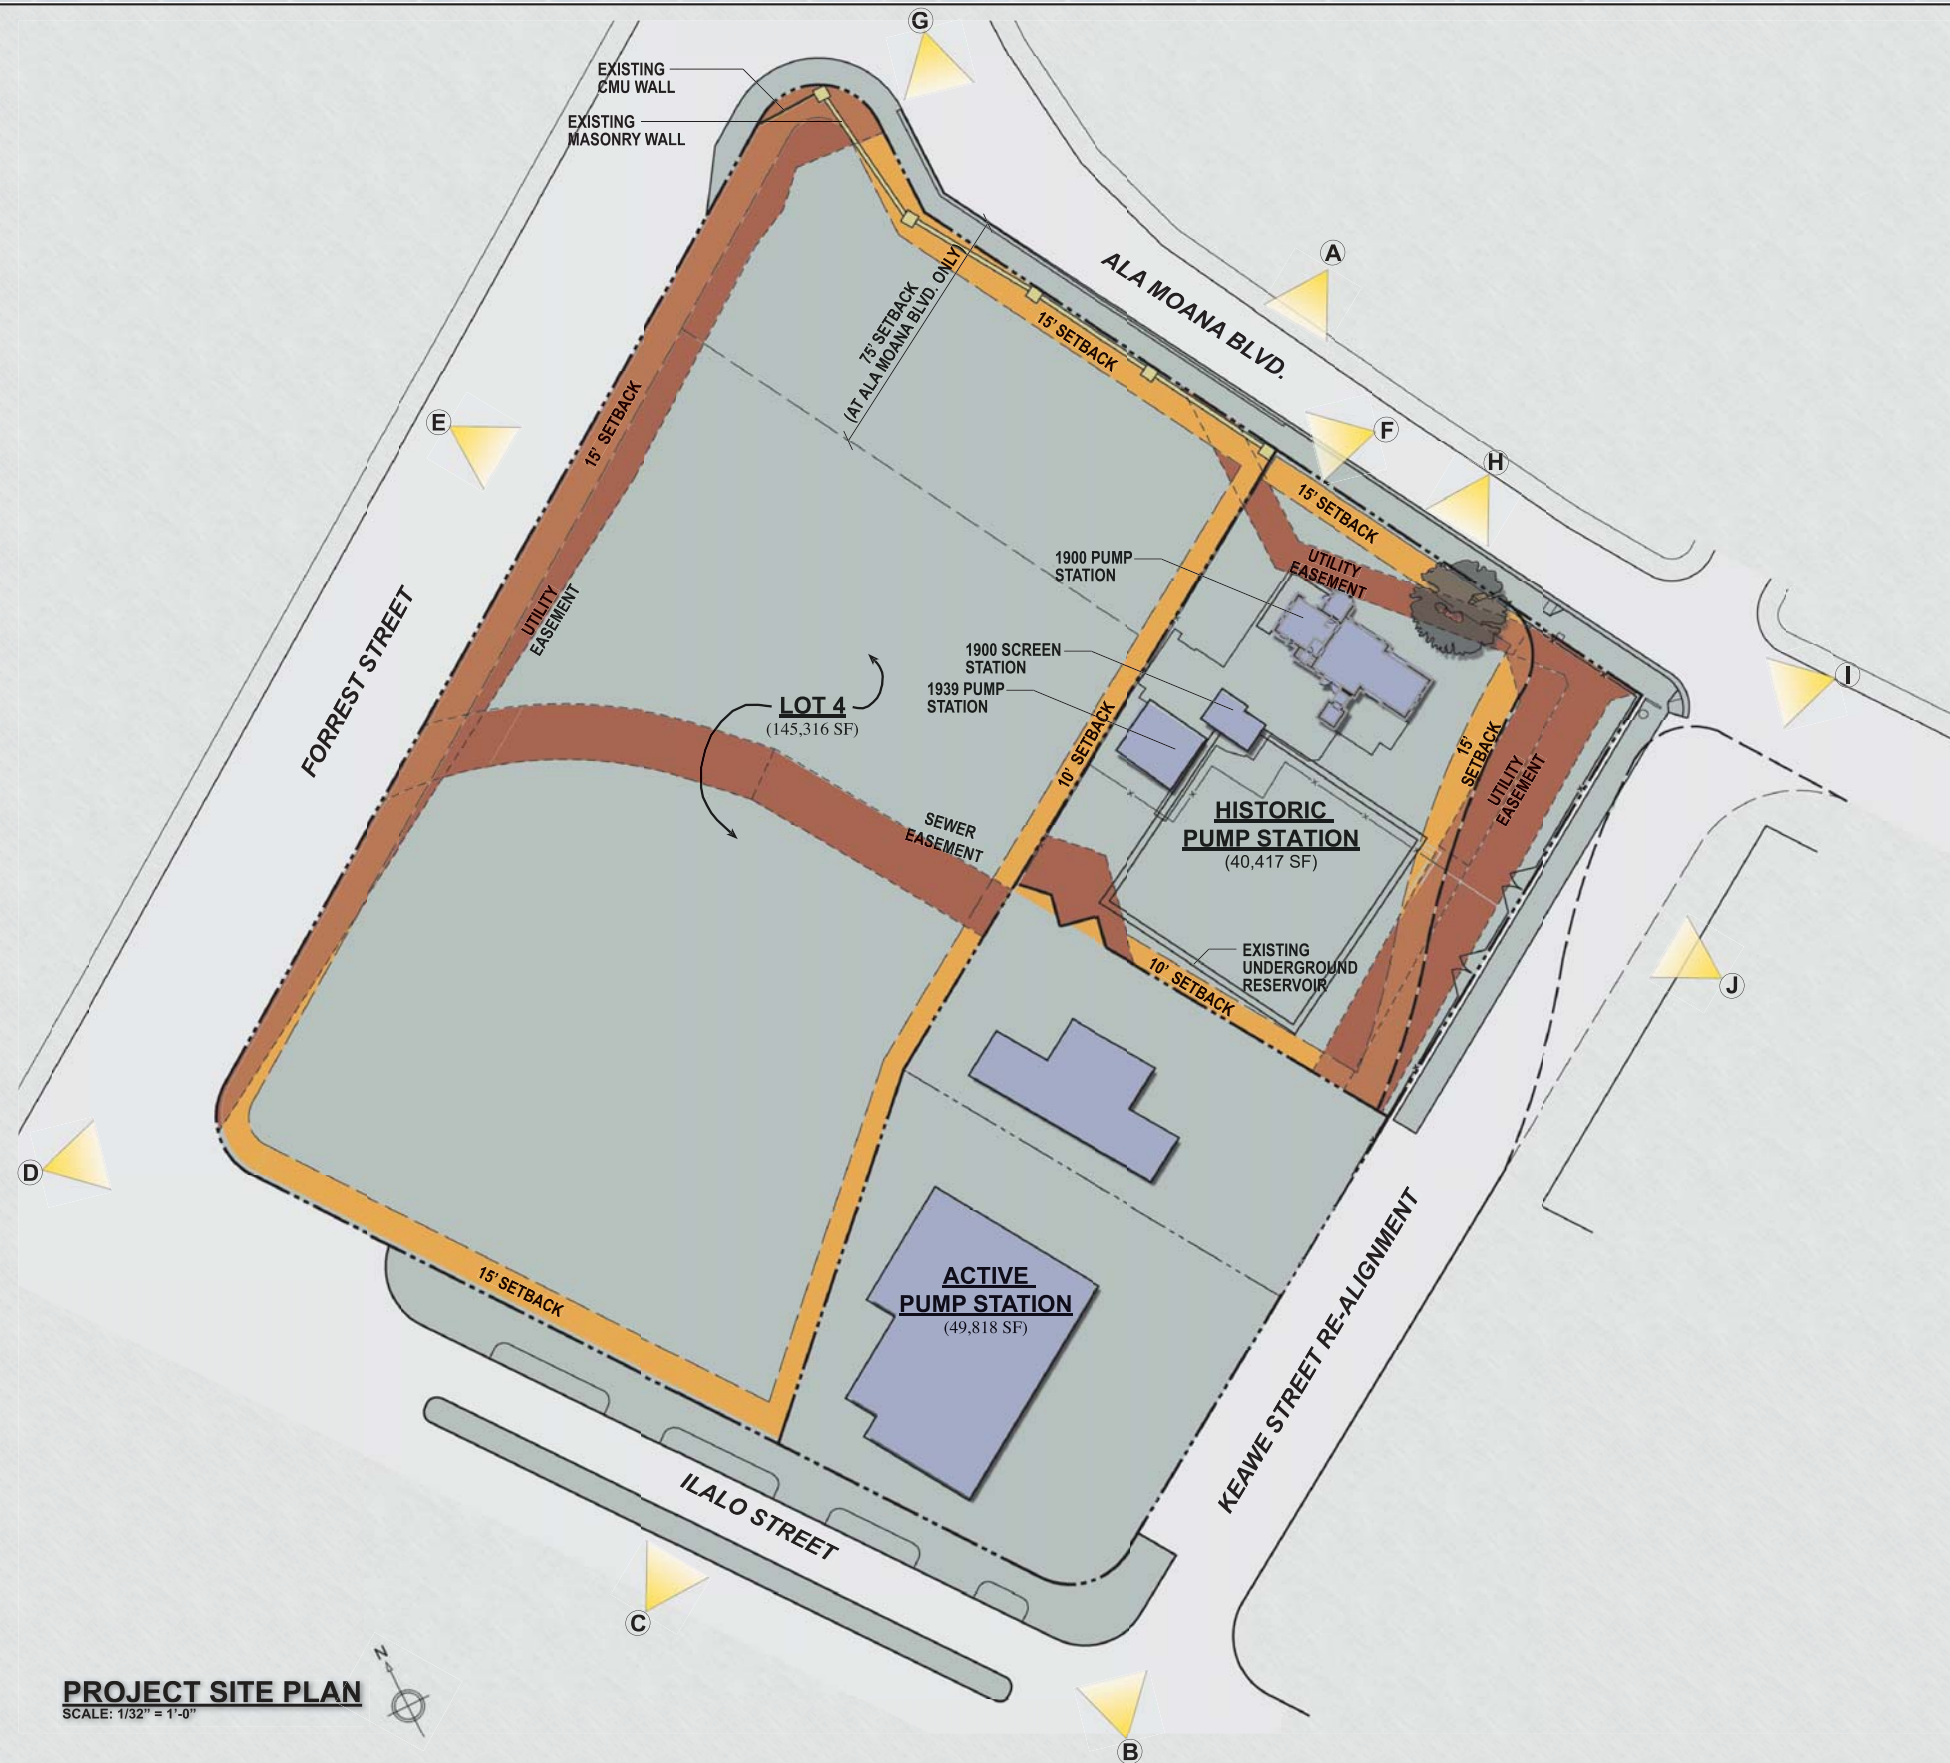 G
EXISTING
CMU WALL
EXISTING
MASONRY WALL
A
ALA MOANA BLVD.
75' SETBACK
(AT ALA MOANA BLVD. ONLY)
15' SETBACK
E
15' SETBACK
F
H
15' SETBACK
1900 PUMP
STATION
UTILITY
EASEMENT
UTILITY
EASEMENT
FORREST STREET
1900 SCREEN
STATION
1939 PUMP
STATION
I
LOT 4
(145,316 SF)
10' SETBACK
15'
SETBACK
UTILITY
EASEMENT
HISTORIC
PUMP STATION
(40,417 SF)
SEWER
EASEMENT
EXISTING
UNDERGROUND
RESERVOIR
10' SETBACK
J
D
15' SETBACK
ACTIVE
PUMP STATION
(49,818 SF)
KEAWE STREET RE-ALIGNMENT
ILALO STREET
C
N
PROJECT SITE PLAN
SCALE: 1/32" = 1'-0"
B